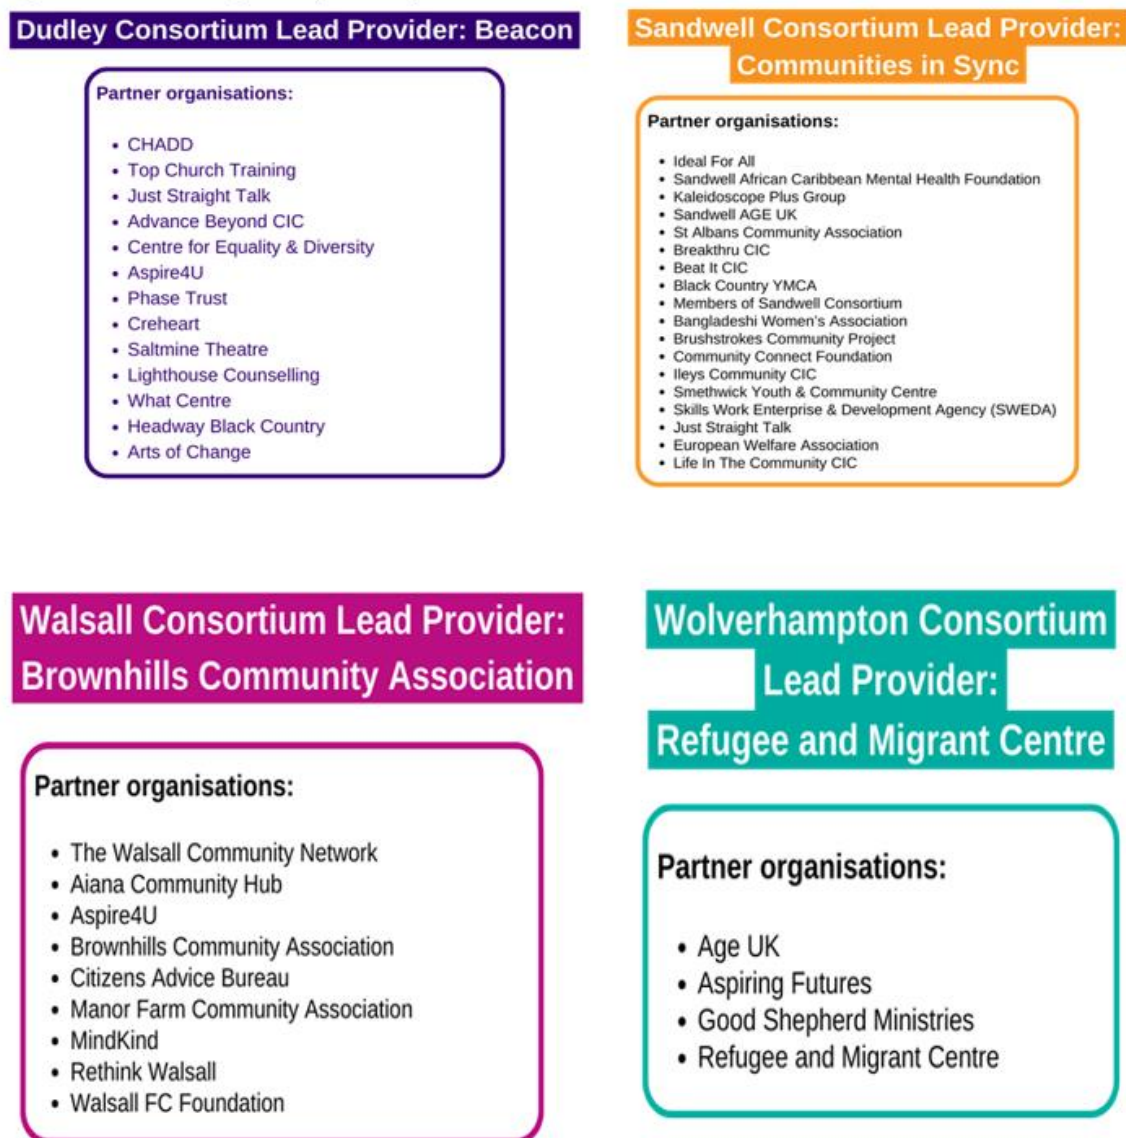 Dudley Consortium Lead Provider: Beacon
Partner organisations:
• CHADD
• Top Church Training
• Just Straight Talk
• Advance Beyond CIC
• Centre for Equality & Diversity
• Aspire4U
• Phase Trust
• Creheart
• Saltmine Theatre
• Lighthouse Counselling
• What Centre
• Headway Black Country
• Arts of Change
Sandwell Consortium Lead Provider:
Communities in Sync
Partner organisations:
• Ideal For All
• Sandwell African Caribbean Mental Health Foundation
• Kaleidoscope Plus Group
• Sandwell AGE UK
• St Albans Community Association
• Breakthru CIC
• Beat It CIC
• Black Country YMCA
• Members of Sandwell Consortium
• Bangladeshi Women's Association
• Brushstrokes Community Project
• Community Connect Foundation
• Ileys Community CIC
• Smethwick Youth & Community Centre
• Skills Work Enterprise & Development Agency (SWEDA)
• Just Straight Talk
• European Welfare Association
• Life In The Community CIC
Walsall Consortium Lead Provider:
Brownhills Community Association
Partner organisations:
• The Walsall Community Network
• Aiana Community Hub
• Aspire4U
• Brownhills Community Association
• Citizens Advice Bureau
• Manor Farm Community Association
• MindKind
• Rethink Walsall
• Walsall FC Foundation
Wolverhampton Consortium
Lead Provider:
Refugee and Migrant Centre
Partner organisations:
• Age UK
• Aspiring Futures
• Good Shepherd Ministries
• Refugee and Migrant Centre